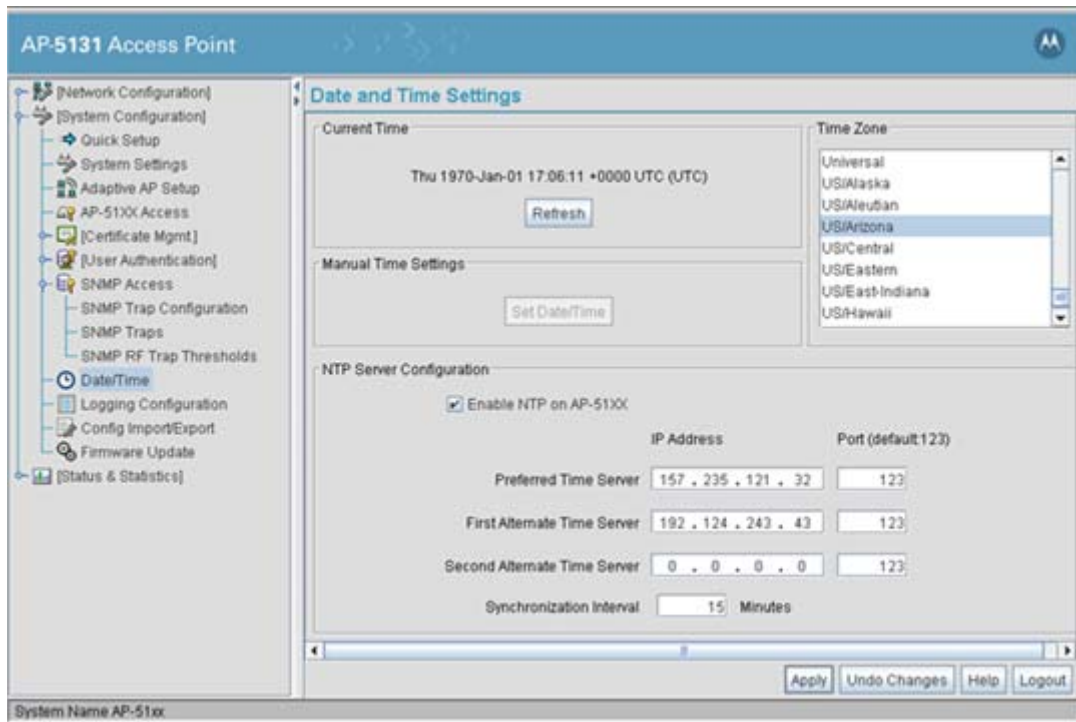 AP-5131 Access Point
[Network Configuration]
[System Configuration]
Quick Setup
System Settings
Adaptive AP Setup
AP-51XX Access
[Certificate Mgmt.]
[User Authentication]
SNMP Access
SNMP Trap Configuration
SNMP Traps
SNMP RF Trap Thresholds
Date/Time
Logging Configuration
Config Import/Export
Firmware Update
[Status & Statistics]
Date and Time Settings
Current Time
Thu 1970-Jan-01 17:06:11 +0000 UTC (UTC)
Refresh
Manual Time Settings
Set Date/Time
Time Zone
Universal
US/Alaska
US/Aleutian
US/Arizona
US/Central
US/Eastern
US/East-Indiana
US/Hawaii
NTP Server Configuration
Enable NTP on AP-51XX
IP Address Port (default:123)
Preferred Time Server 157 . 235 . 121 . 32 123
First Alternate Time Server 192 . 124 . 243 . 43 123
Second Alternate Time Server 0 . 0 . 0 . 0 123
Synchronization Interval 15 Minutes
Apply Undo Changes Help Logout
System Name AP-51xx